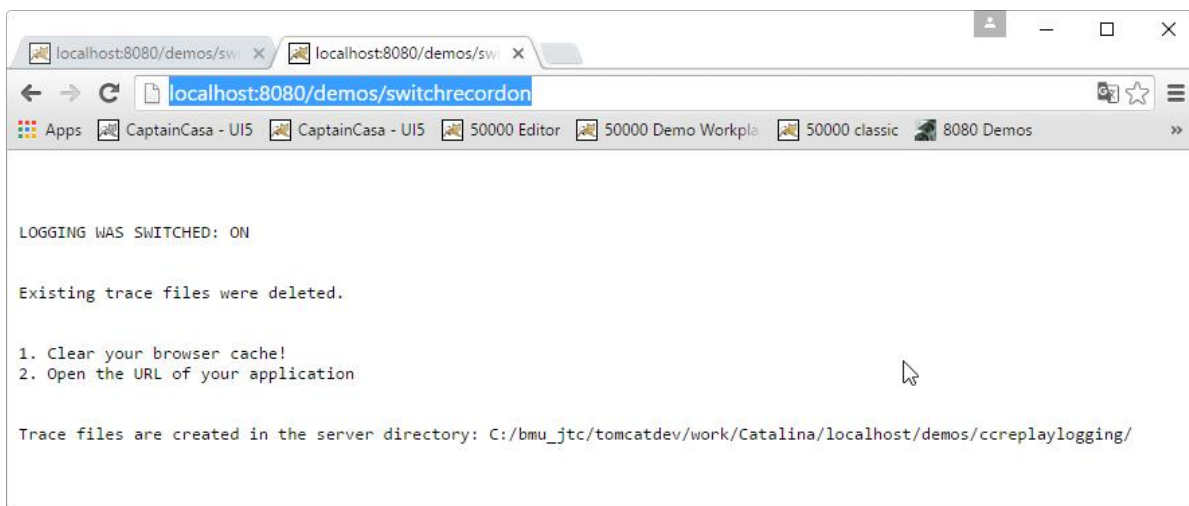 localhost:8080/demos/swi
localhost:8080/demos/swi
localhost:8080/demos/switchrecordon
Apps CaptainCasa - UI5 CaptainCasa - UI5 50000 Editor 50000 Demo Workpla 50000 classic 8080 Demos »
LOGGING WAS SWITCHED: ON
Existing trace files were deleted.
1. Clear your browser cache!
2. Open the URL of your application
Trace files are created in the server directory: C:/bmu_jtc/tomcatdev/work/Catalina/localhost/demos/ccreplaylogging/